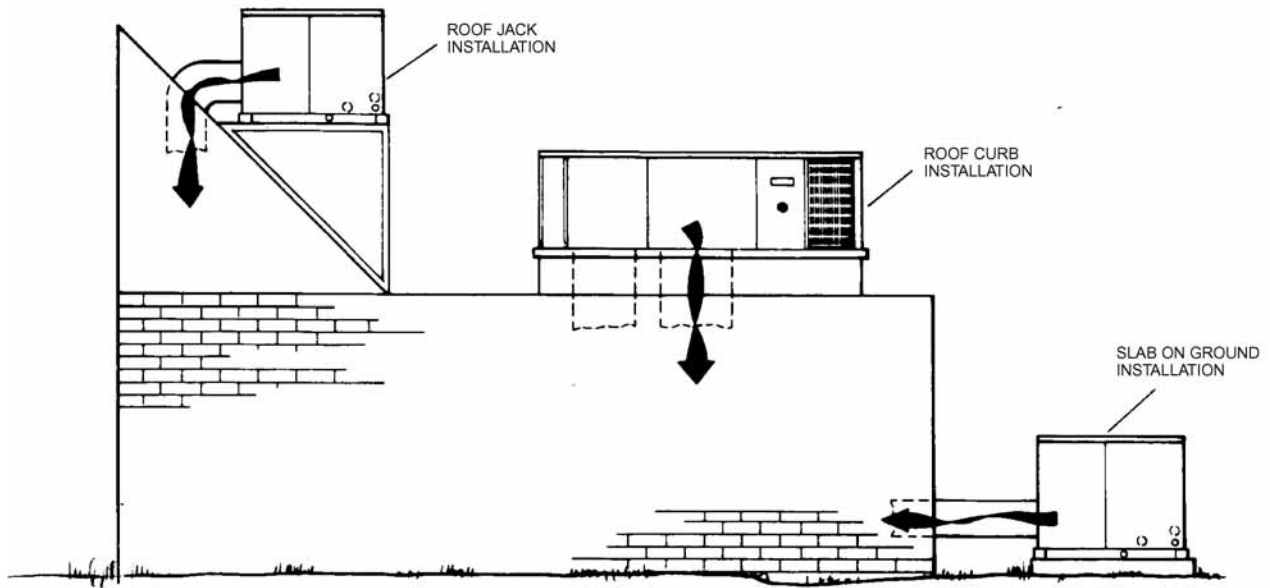 ROOF JACK
INSTALLATION
ROOF CURB
INSTALLATION
SLAB ON GROUND
INSTALLATION